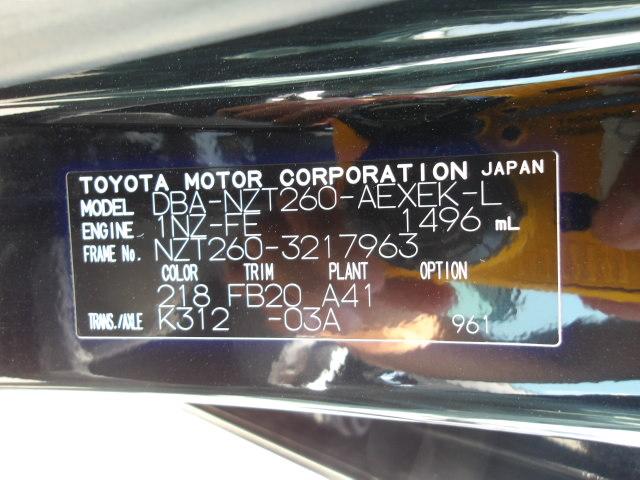 TOYOTA MOTOR CORPORATION JAPAN
MODEL DBA-NZT260-AEXEK-L
ENGINE 1NZ-FE 1496 mL
FRAME No. NZT260-3217963
COLOR TRIM PLANT OPTION
218 FB20 A41
TRANS./AXLE K312 -03A 961